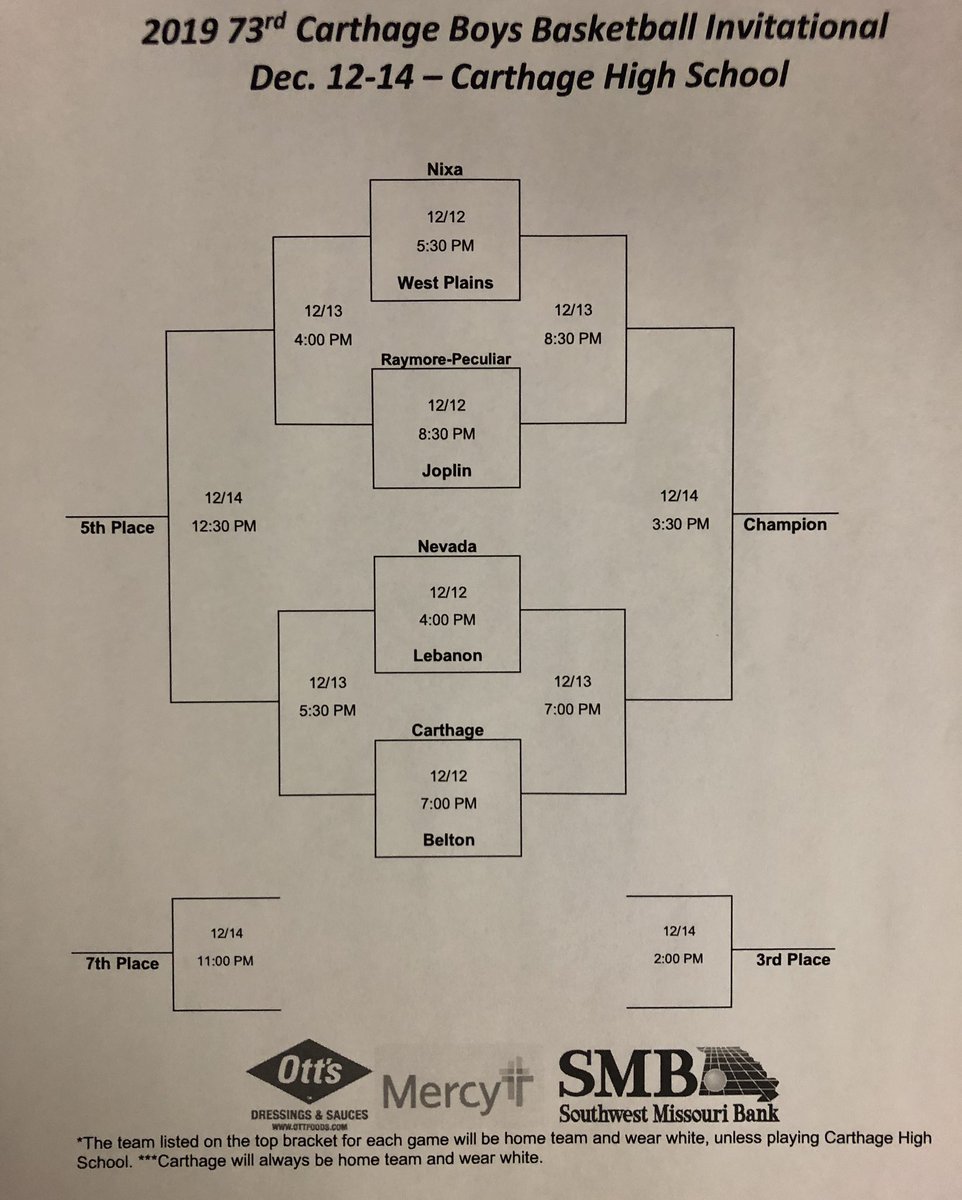 2019 73rd Carthage Boys Basketball Invitational
Dec. 12-14 – Carthage High School
Nixa
12/12
5:30 PM
West Plains
12/13
4:00 PM
12/13
8:30 PM
Raymore-Peculiar
12/12
8:30 PM
Joplin
12/14
12:30 PM
5th Place
12/14
3:30 PM
Champion
Nevada
12/12
4:00 PM
Lebanon
12/13
5:30 PM
12/13
7:00 PM
Carthage
12/12
7:00 PM
Belton
12/14
11:00 PM
7th Place
12/14
2:00 PM
3rd Place
Ott's
DRESSINGS & SAUCES
WWW.OTTFOODS.COM
Mercy
SMB
Southwest Missouri Bank
*The team listed on the top bracket for each game will be home team and wear white, unless playing Carthage High
School. ***Carthage will always be home team and wear white.